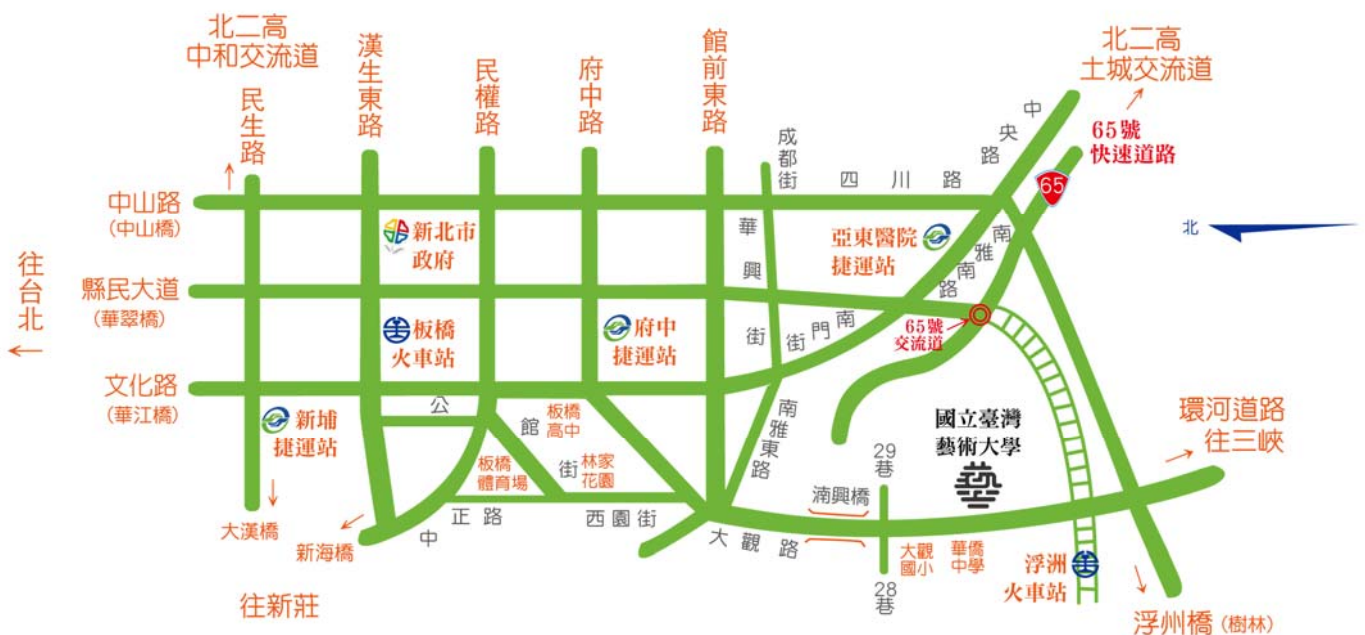 北二高
中和交流道
民生路
漢生東路
民權路
府中路
館前東路
成都街
四川路
中央路
北二高
土城交流道
65號
快速道路
65
中山路
(中山橋)
新北市
政府
華興街
亞東醫院
捷運站
南雅南路
北
往台北
縣民大道
(華翠橋)
板橋
火車站
府中
捷運站
南門街
65號
交流道
文化路
(華江橋)
新埔
捷運站
公館街
板橋
高中
板橋
體育場
林家
花園
南雅東路
國立臺灣
藝術大學
環河道路
往三峽
29巷
湳興橋
中正路
西園街
大觀路
大漢橋
新海橋
大觀
國小
華僑
中學
28巷
浮洲
火車站
往新莊
浮州橋(樹林)